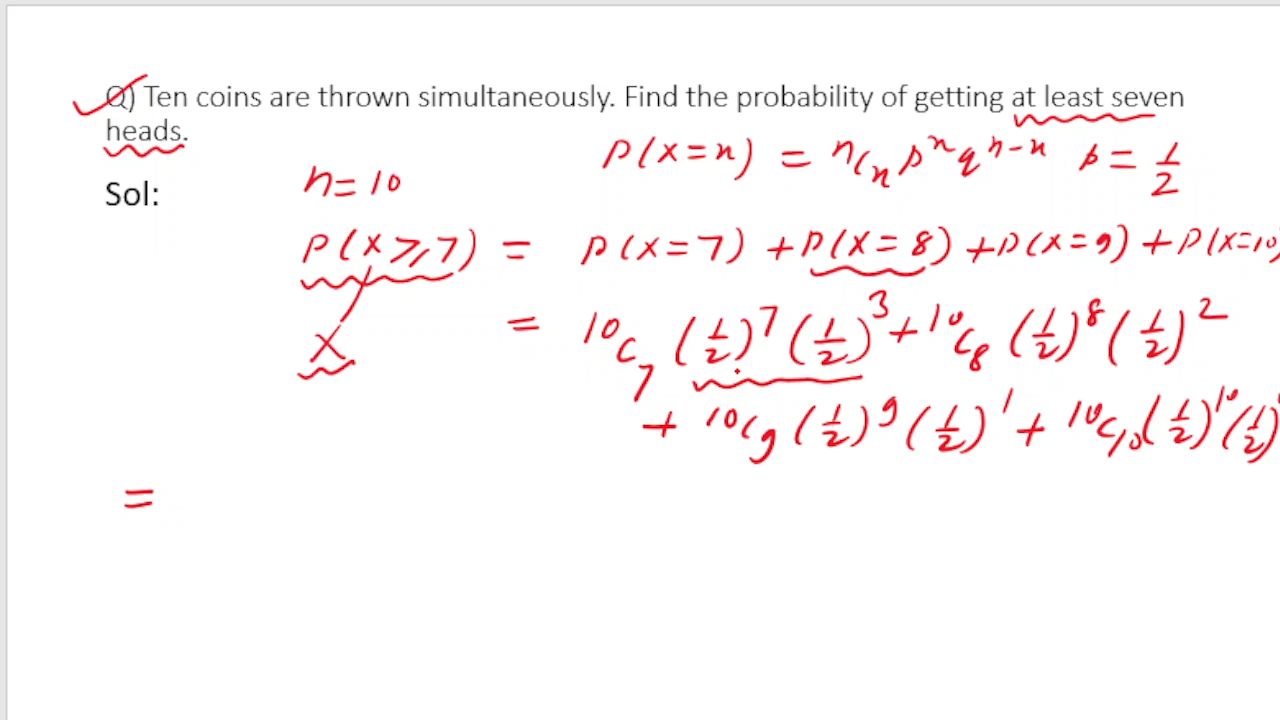 Q) Ten coins are thrown simultaneously. Find the probability of getting at least seven
heads.
P(X=x) = nCx p^x q^n-x p = 1/2
Sol: n=10
P(X⩾7) = P(X=7) +P(X=8) +P(X=9) +P(X=10)
= 10C7 (1/2)^7 (1/2)^3 + 10C8 (1/2)^8 (1/2)^2
X
+ 10C9 (1/2)^9 (1/2)^1 + 10C10 (1/2)^10 (1/2)
=